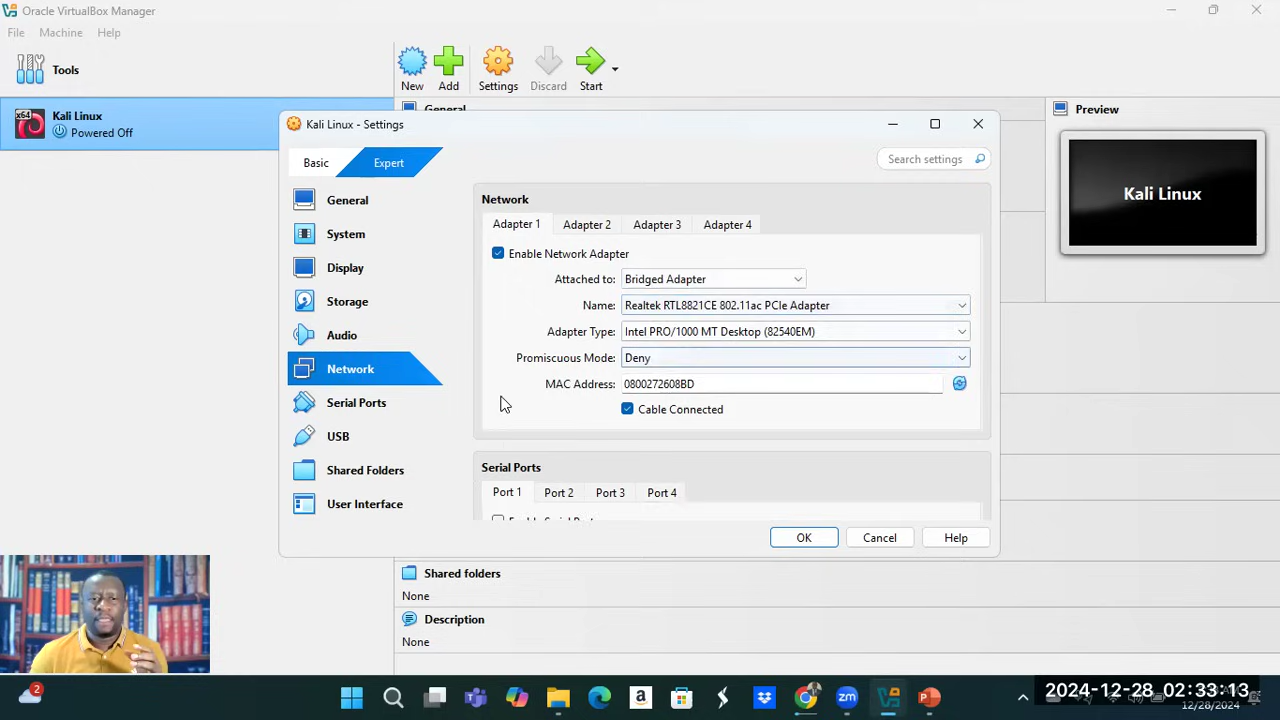 Oracle VirtualBox Manager
File Machine Help
Tools
New Add Settings Discard Start
x64 Kali Linux
Powered Off
General
Preview
Kali Linux
Kali Linux - Settings
Basic Expert
Search settings
General
System
Display
Storage
Audio
Network
Serial Ports
USB
Shared Folders
User Interface
Network
Adapter 1 Adapter 2 Adapter 3 Adapter 4
Enable Network Adapter
Attached to: Bridged Adapter
Name: Realtek RTL8821CE 802.11ac PCIe Adapter
Adapter Type: Intel PRO/1000 MT Desktop (82540EM)
Promiscuous Mode: Deny
MAC Address: 0800272608BD
Cable Connected
Serial Ports
Port 1 Port 2 Port 3 Port 4
OK Cancel Help
Shared folders
None
Description
None
2
zm
2024-12-28 02:33:13
12/28/2024